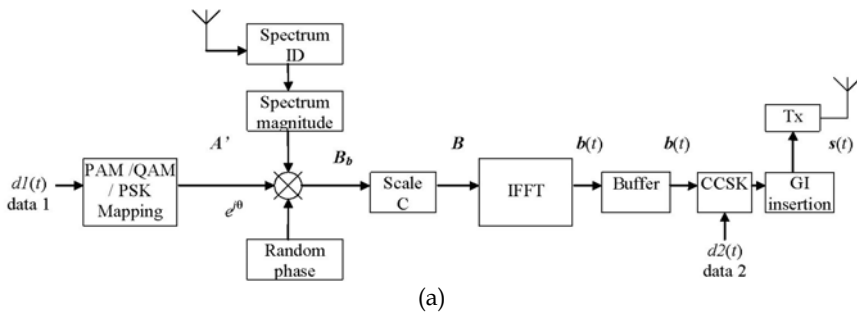 Spectrum
ID
Spectrum
magnitude
A'
B_b
B
b(t)
b(t)
Tx
s(t)
d1(t)
data 1
PAM /QAM
/ PSK
Mapping
e^{jθ}
Scale
C
IFFT
Buffer
CCSK
GI
insertion
Random
phase
d2(t)
data 2
(a)